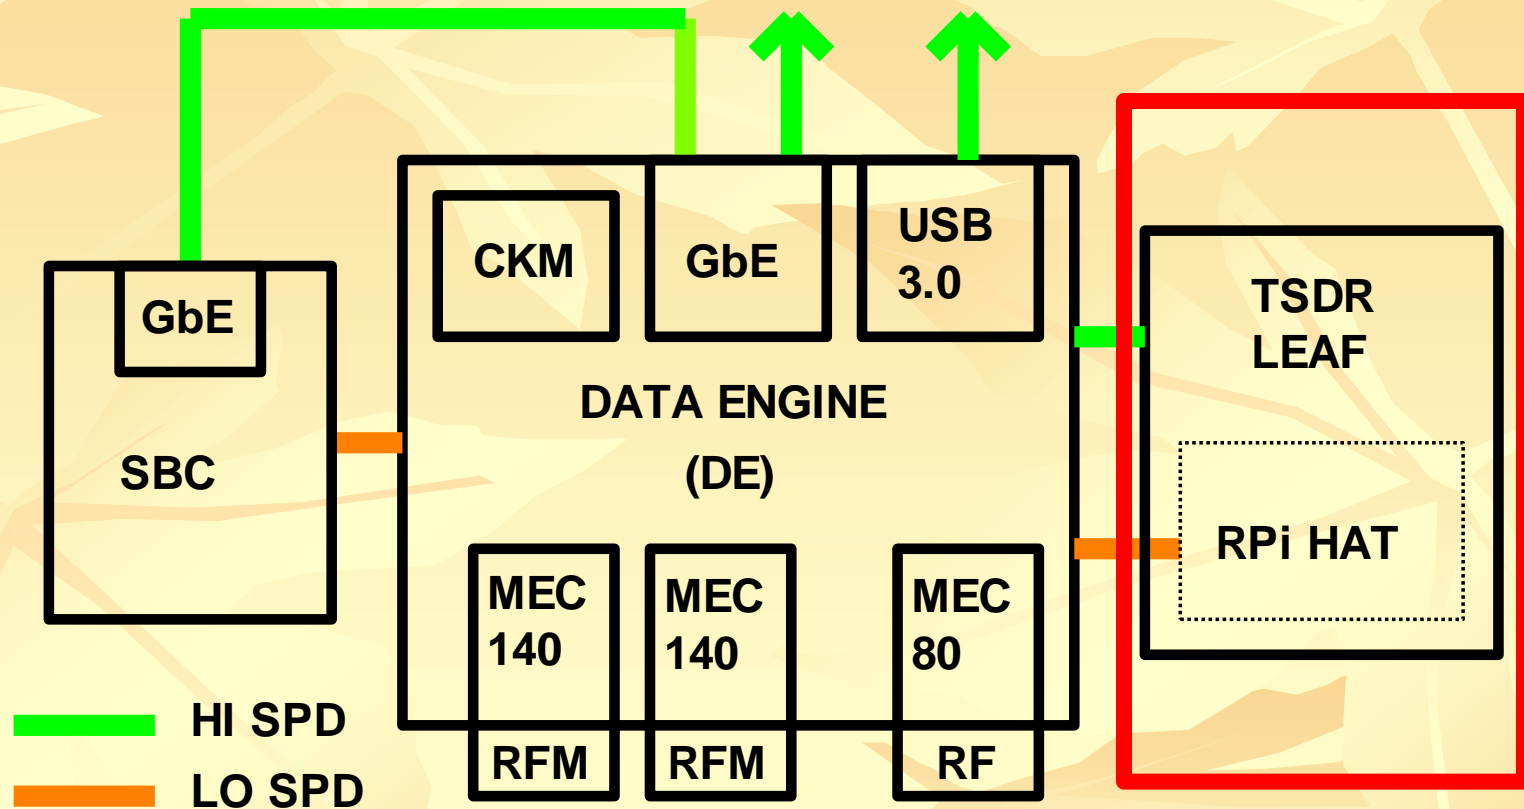 GbE
SBC
CKM
GbE
USB
3.0
DATA ENGINE
(DE)
MEC
140
MEC
140
MEC
80
RFM
RFM
RF
TSDR
LEAF
RPi HAT
HI SPD
LO SPD